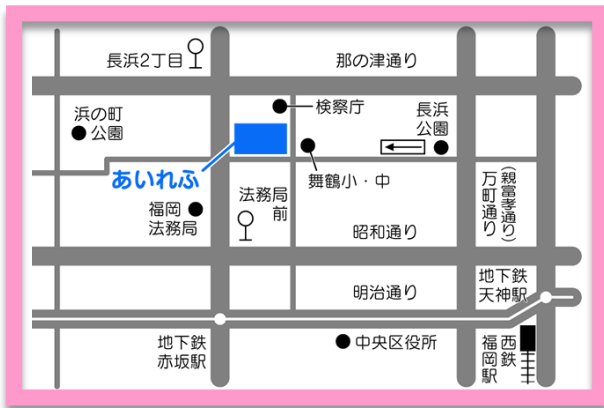 長浜2丁目
那の津通り
検察庁
浜の町
公園
長浜
公園
あいれふ
舞鶴小・中
福岡
法務局
法務局
前
昭和通り
(親富孝通り)
万町通り
明治通り
地下鉄
天神駅
地下鉄
赤坂駅
中央区役所
西鉄
福岡駅